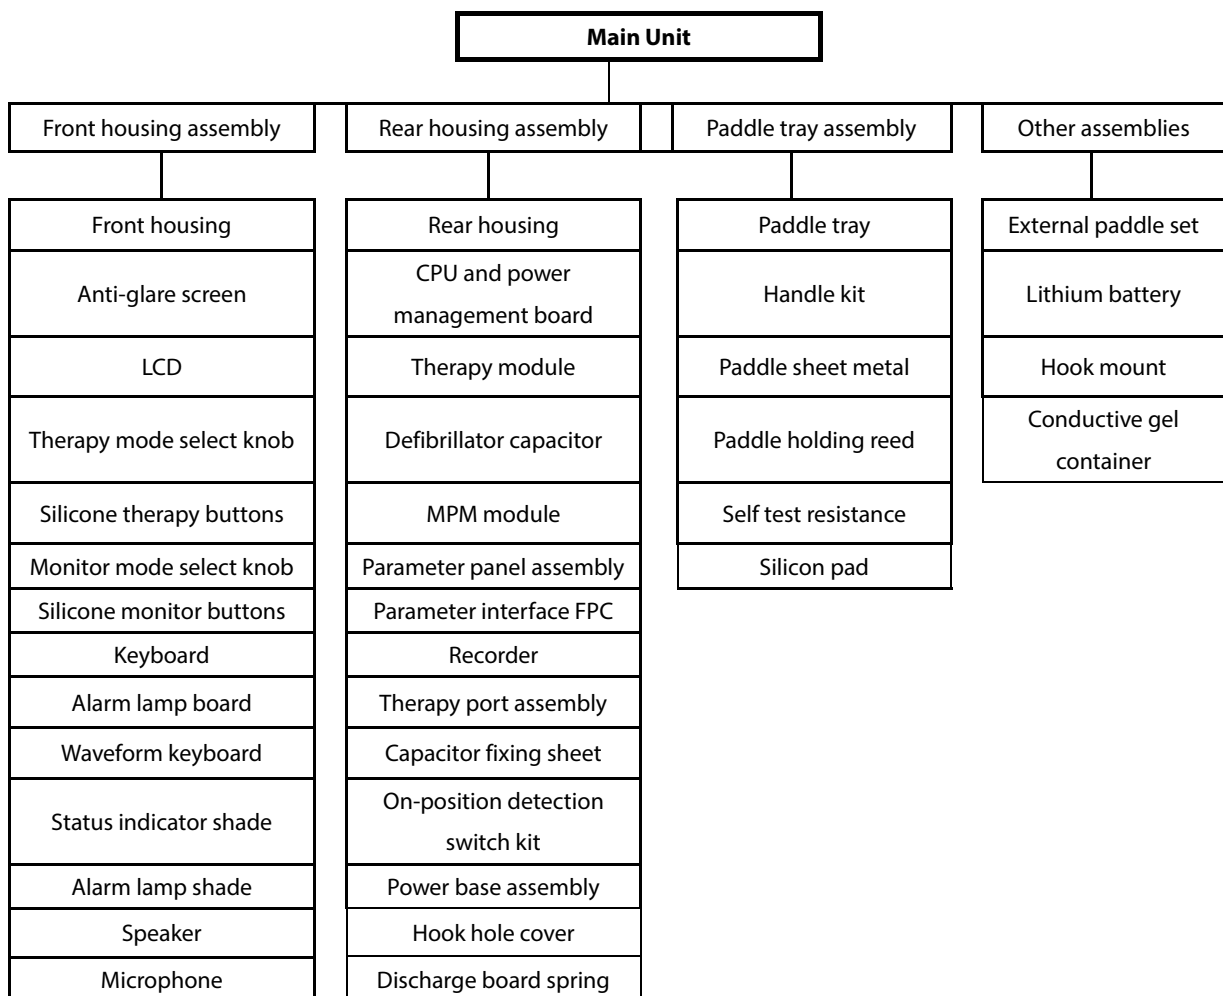 Main Unit
Front housing assembly
Rear housing assembly
Paddle tray assembly
Other assemblies
Front housing
Anti-glare screen
LCD
Therapy mode select knob
Silicone therapy buttons
Monitor mode select knob
Silicone monitor buttons
Keyboard
Alarm lamp board
Waveform keyboard
Status indicator shade
Alarm lamp shade
Speaker
Microphone
Rear housing
CPU and power
management board
Therapy module
Defibrillator capacitor
MPM module
Parameter panel assembly
Parameter interface FPC
Recorder
Therapy port assembly
Capacitor fixing sheet
On-position detection
switch kit
Power base assembly
Hook hole cover
Discharge board spring
Paddle tray
Handle kit
Paddle sheet metal
Paddle holding reed
Self test resistance
Silicon pad
External paddle set
Lithium battery
Hook mount
Conductive gel
container